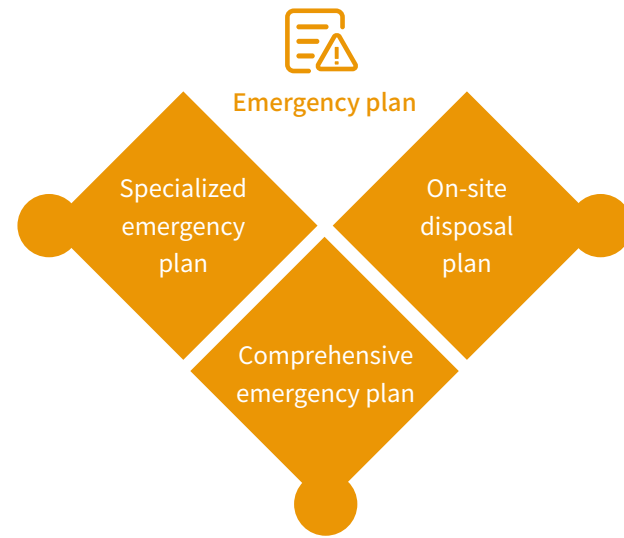 Emergency plan
Specialized
emergency
plan
On-site
disposal
plan
Comprehensive
emergency plan